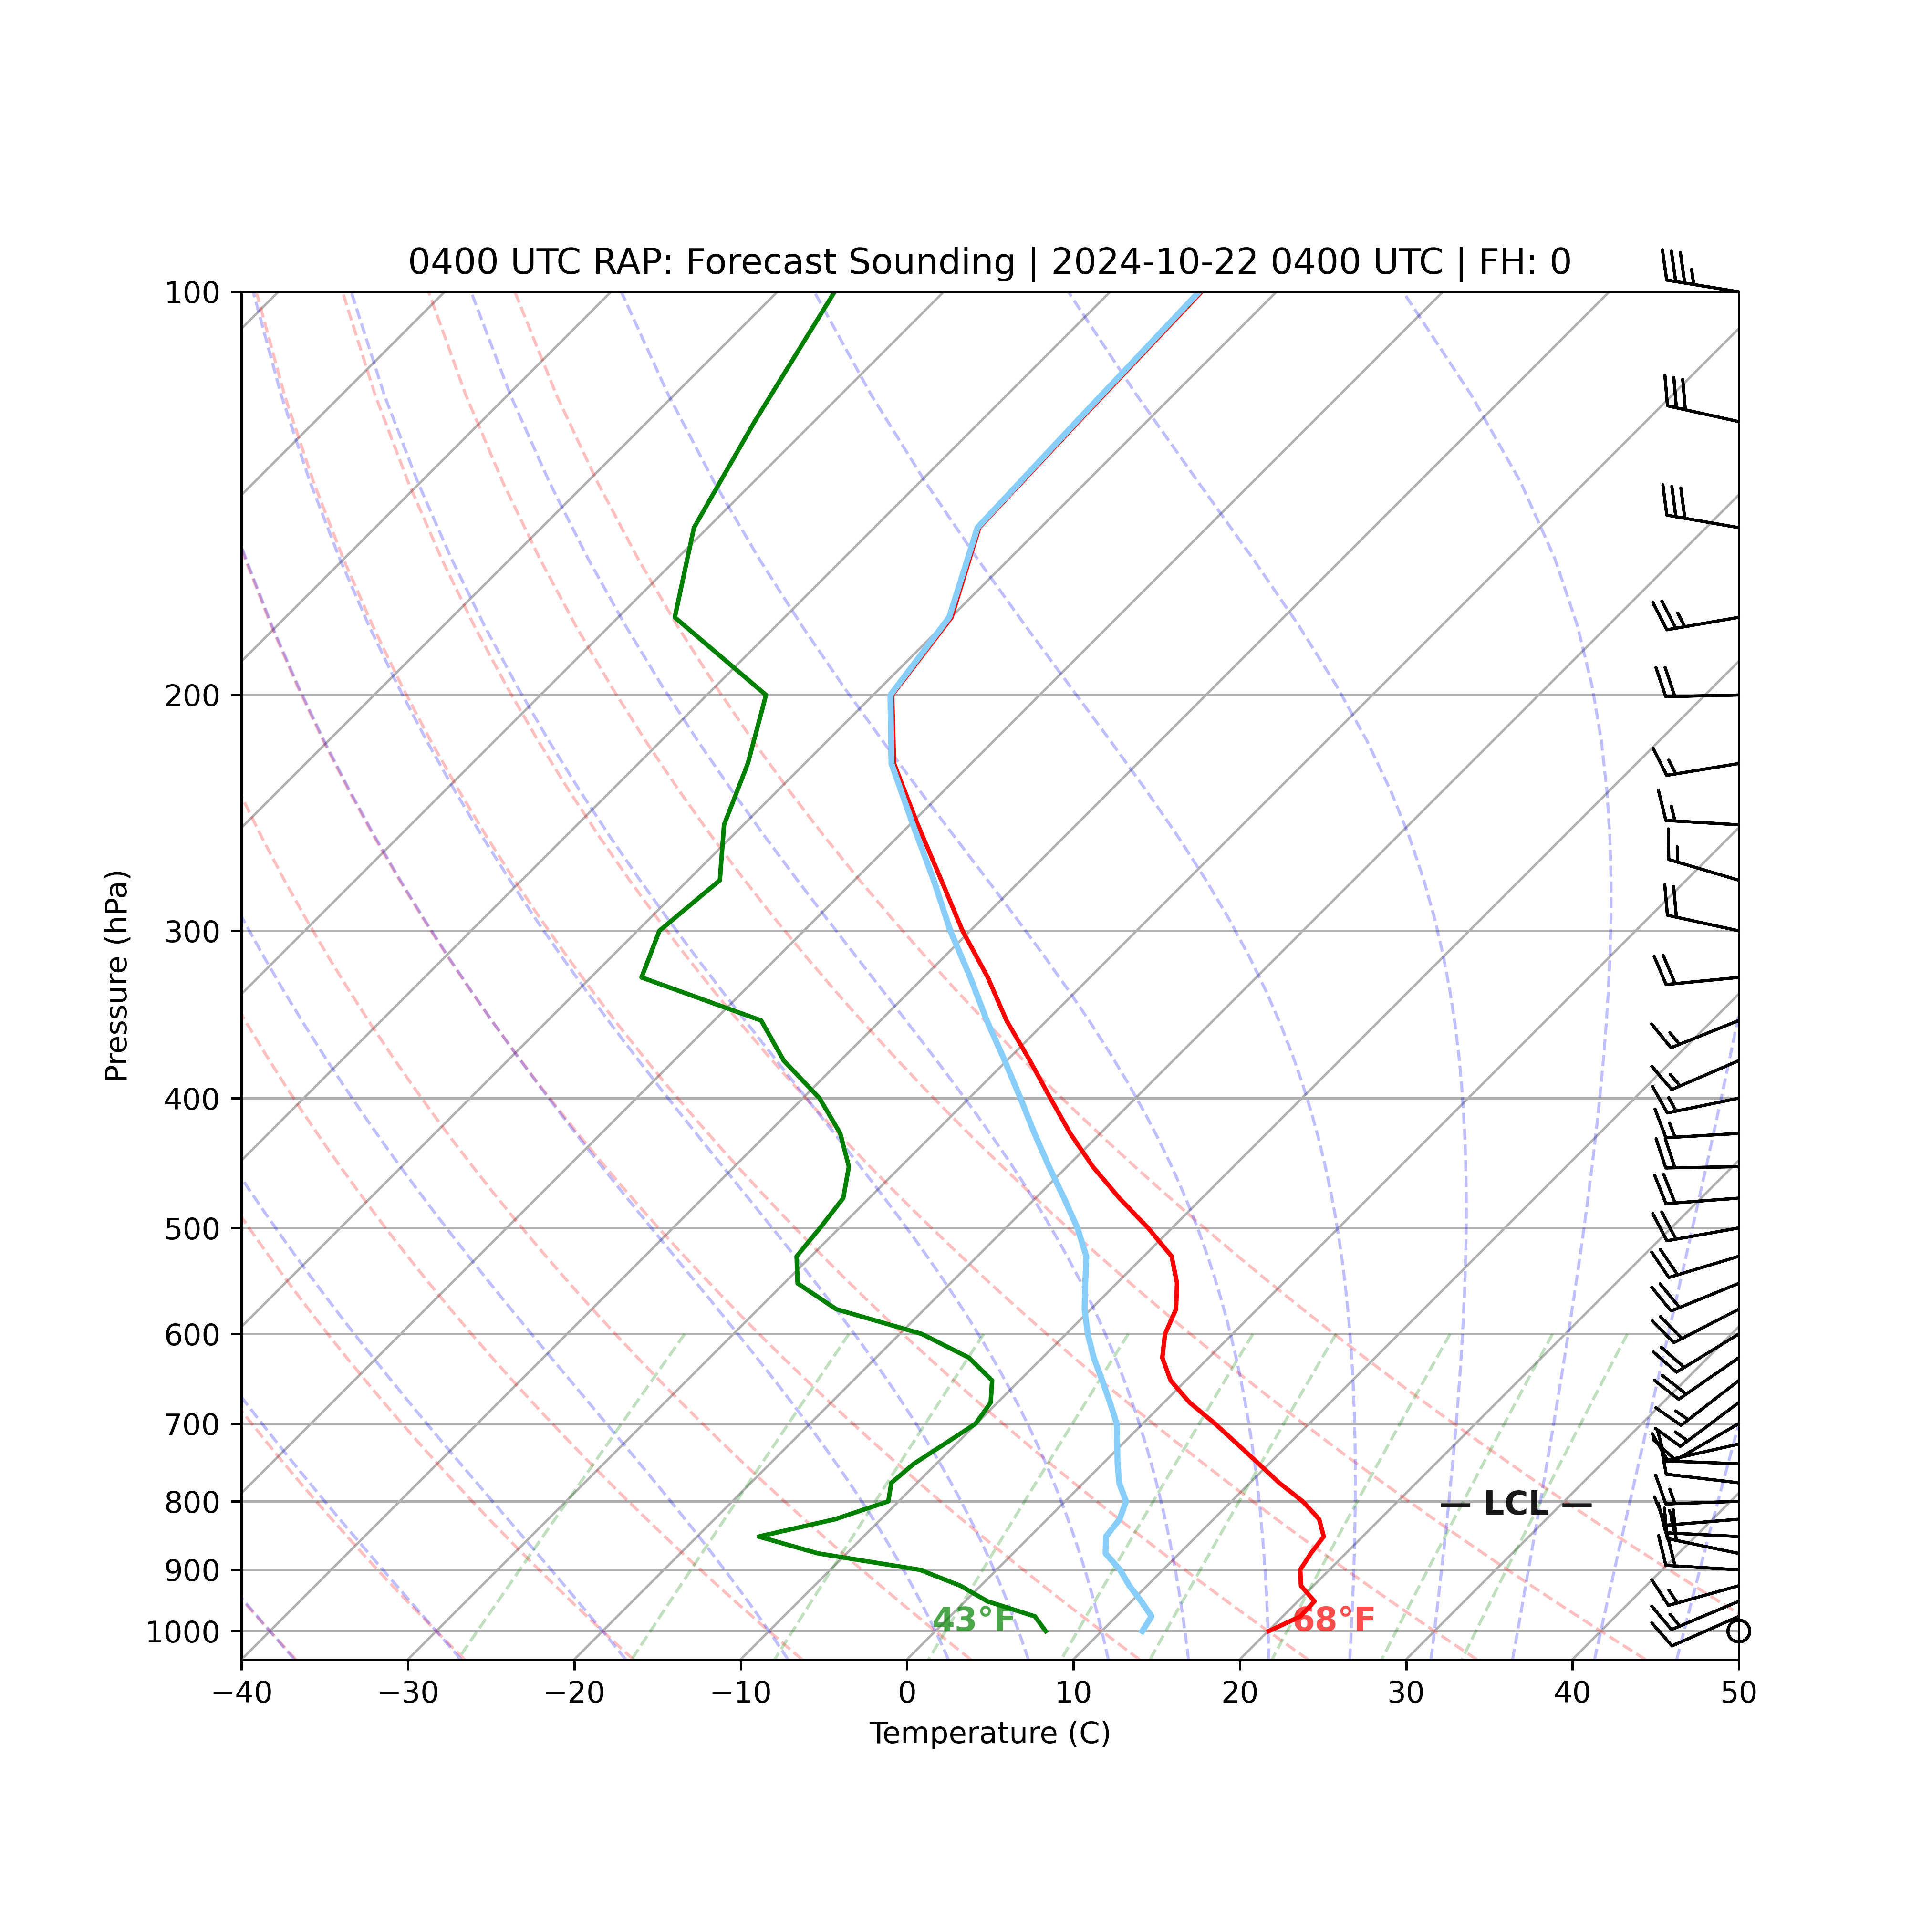 0400 UTC RAP: Forecast Sounding | 2024-10-22 0400 UTC | FH: 0
100
200
300
400
500
600
700
800
900
1000
Pressure (hPa)
— LCL —
43°F
68°F
−40 −30 −20 −10 0 10 20 30 40 50
Temperature (C)